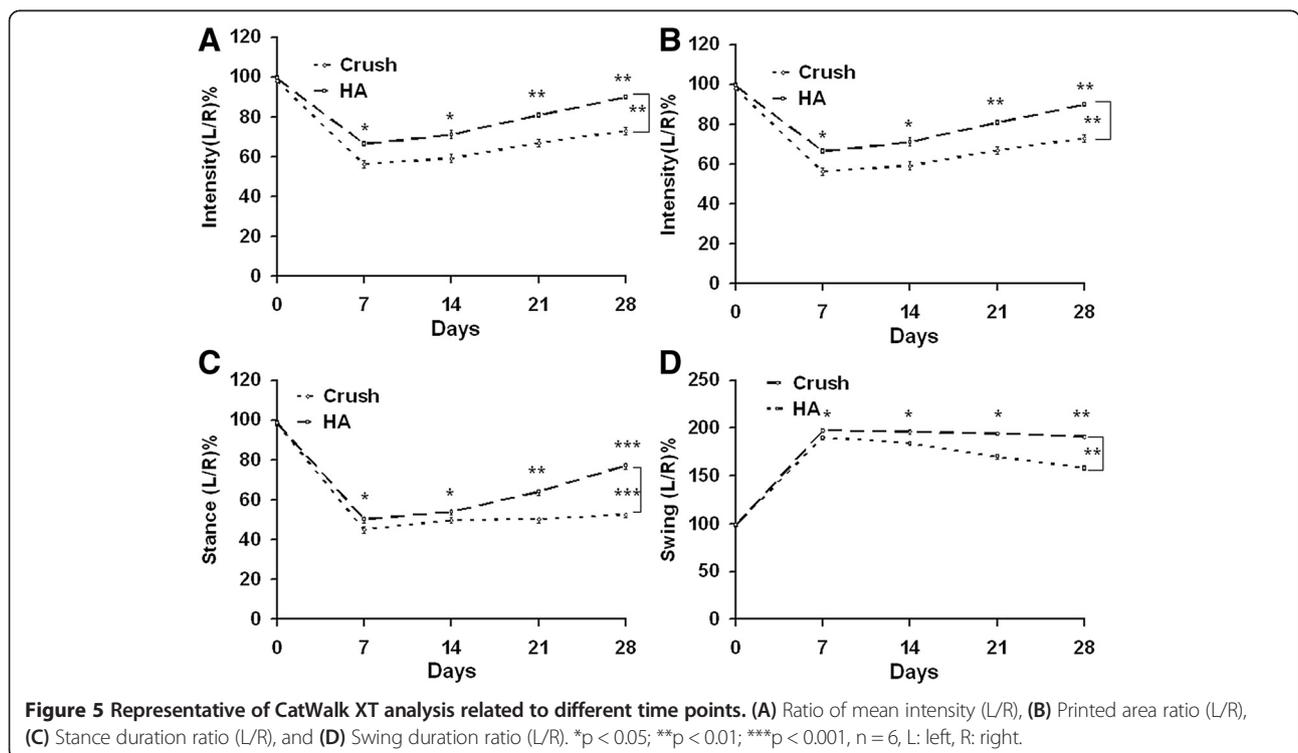 A
120
100
80
60
40
20
0
Intensity(L/R)%
Crush
HA
*
*
**
**
**
0 7 14 21 28
Days
B
120
100
80
60
40
20
0
Intensity(L/R)%
Crush
HA
*
*
**
**
**
0 7 14 21 28
Days
C
120
100
80
60
40
20
0
Stance (L/R)%
Crush
HA
*
*
**
***
***
0 7 14 21 28
Days
D
250
200
150
100
50
0
Swing (L/R)%
Crush
HA
*
*
*
**
**
0 7 14 21 28
Days
Figure 5 Representative of CatWalk XT analysis related to different time points. (A) Ratio of mean intensity (L/R), (B) Printed area ratio (L/R),
(C) Stance duration ratio (L/R), and (D) Swing duration ratio (L/R). *p < 0.05; **p < 0.01; ***p < 0.001, n = 6, L: left, R: right.